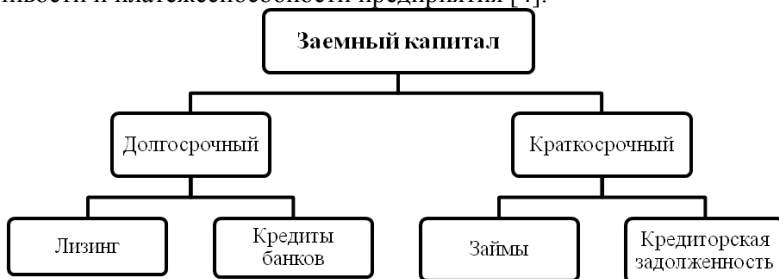 платежеспособности предприятия [4].
Заемный капитал
Долгосрочный
Краткосрочный
Лизинг
Кредиты
банков
Займы
Кредиторская
задолженность